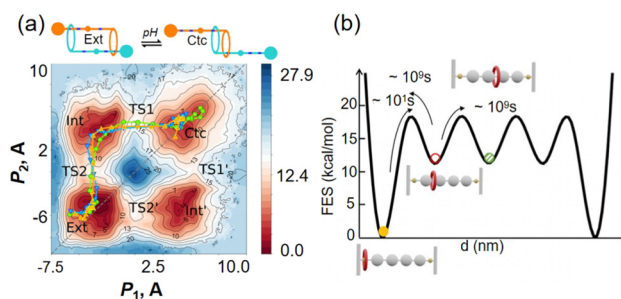 (a)
Ext
pH
Ctc
10
2
-6
P2, A
Int
TS1
Ctc
TS2
TS1'
TS2'
Int'
Ext
-7.5
2.5
10.0
P1, A
27.9
12.4
0.0
(b)
~ 10⁹s
~ 10¹s
~ 10⁹s
25
20
15
10
5
0
FES (kcal/mol)
d (nm)